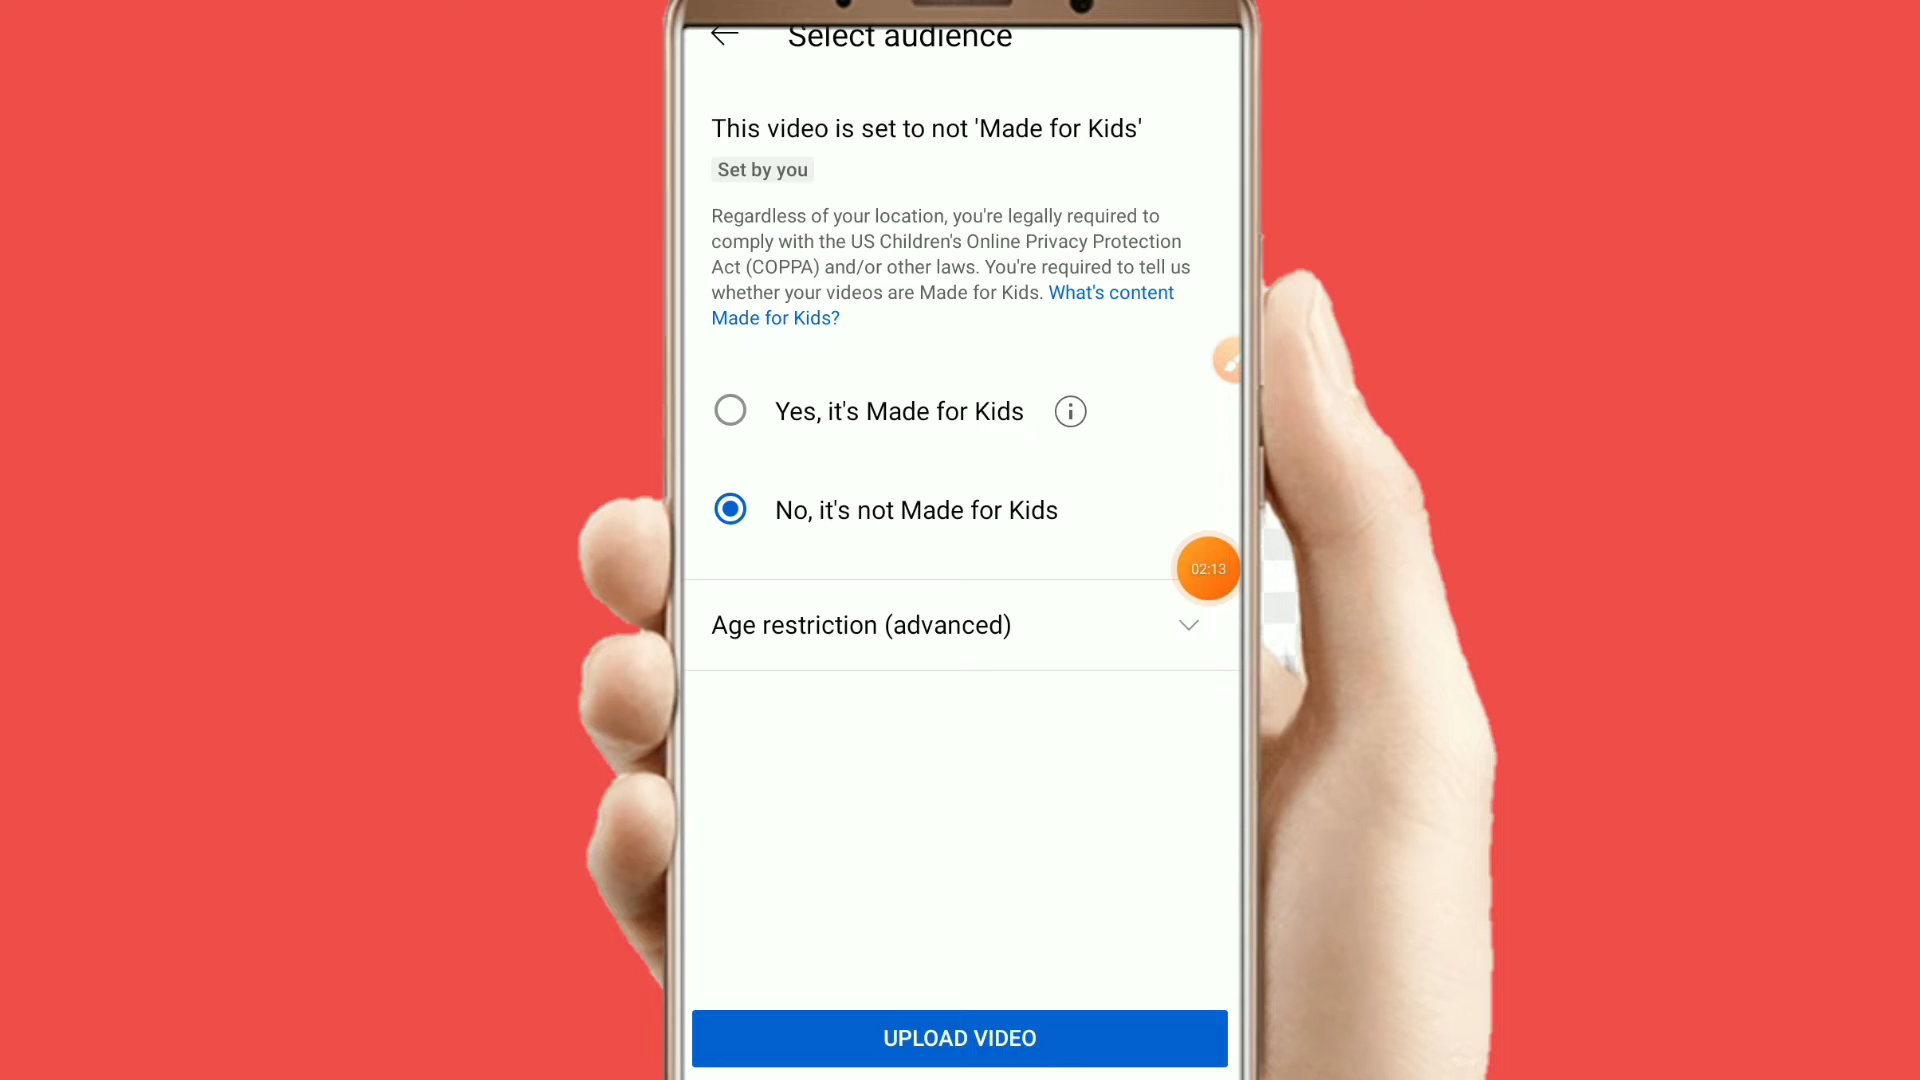 Select audience
This video is set to not 'Made for Kids'
Set by you
Regardless of your location, you're legally required to
comply with the US Children's Online Privacy Protection
Act (COPPA) and/or other laws. You're required to tell us
whether your videos are Made for Kids. What's content
Made for Kids?
Yes, it's Made for Kids
No, it's not Made for Kids
02:13
Age restriction (advanced)
UPLOAD VIDEO